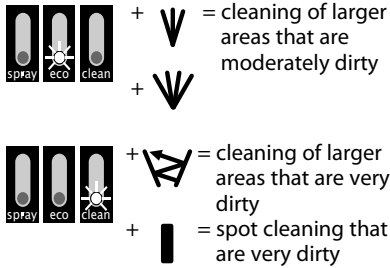 spray eco clean
+ = cleaning of larger
areas that are
moderately dirty
+
spray eco clean
+ = cleaning of larger
areas that are very
dirty
+ = spot cleaning that
are very dirty